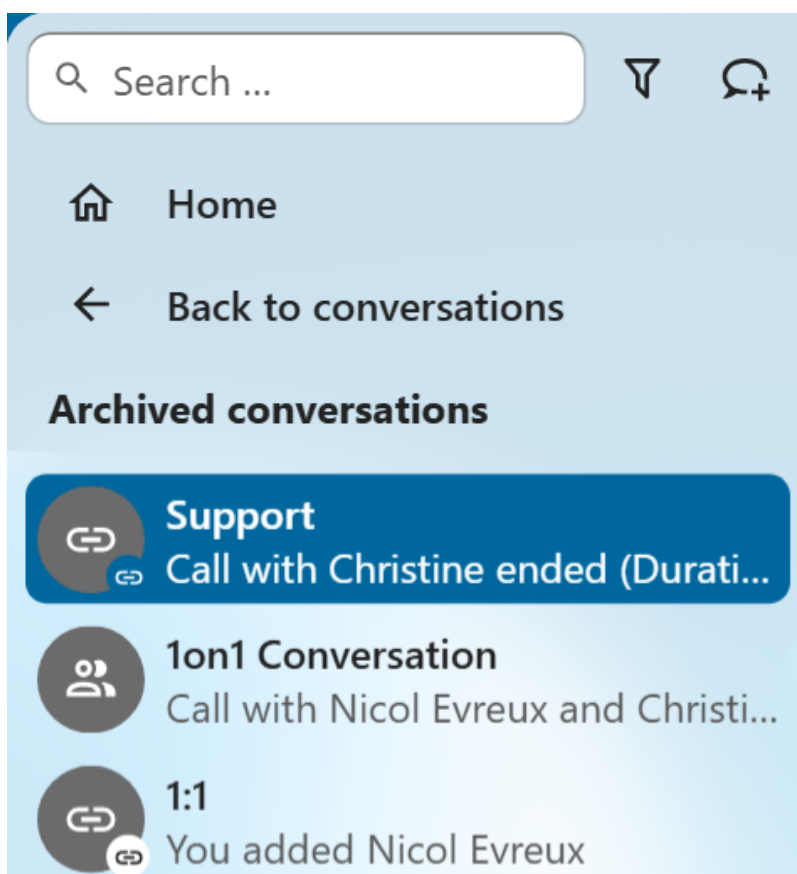 Search ...
Home
Back to conversations
Archived conversations
Support
Call with Christine ended (Durati...
1on1 Conversation
Call with Nicol Evreux and Christi...
1:1
You added Nicol Evreux